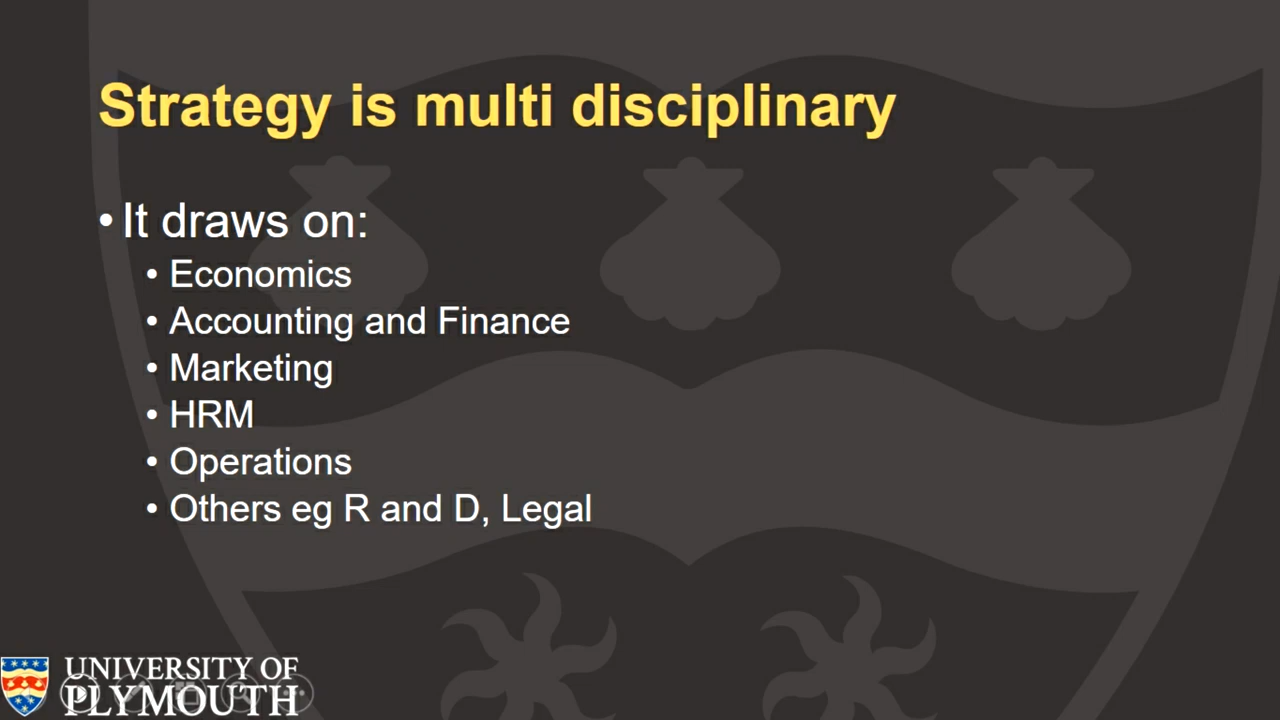 Strategy is multi disciplinary
• It draws on:
• Economics
• Accounting and Finance
• Marketing
• HRM
• Operations
• Others eg R and D, Legal
UNIVERSITY OF
PLYMOUTH